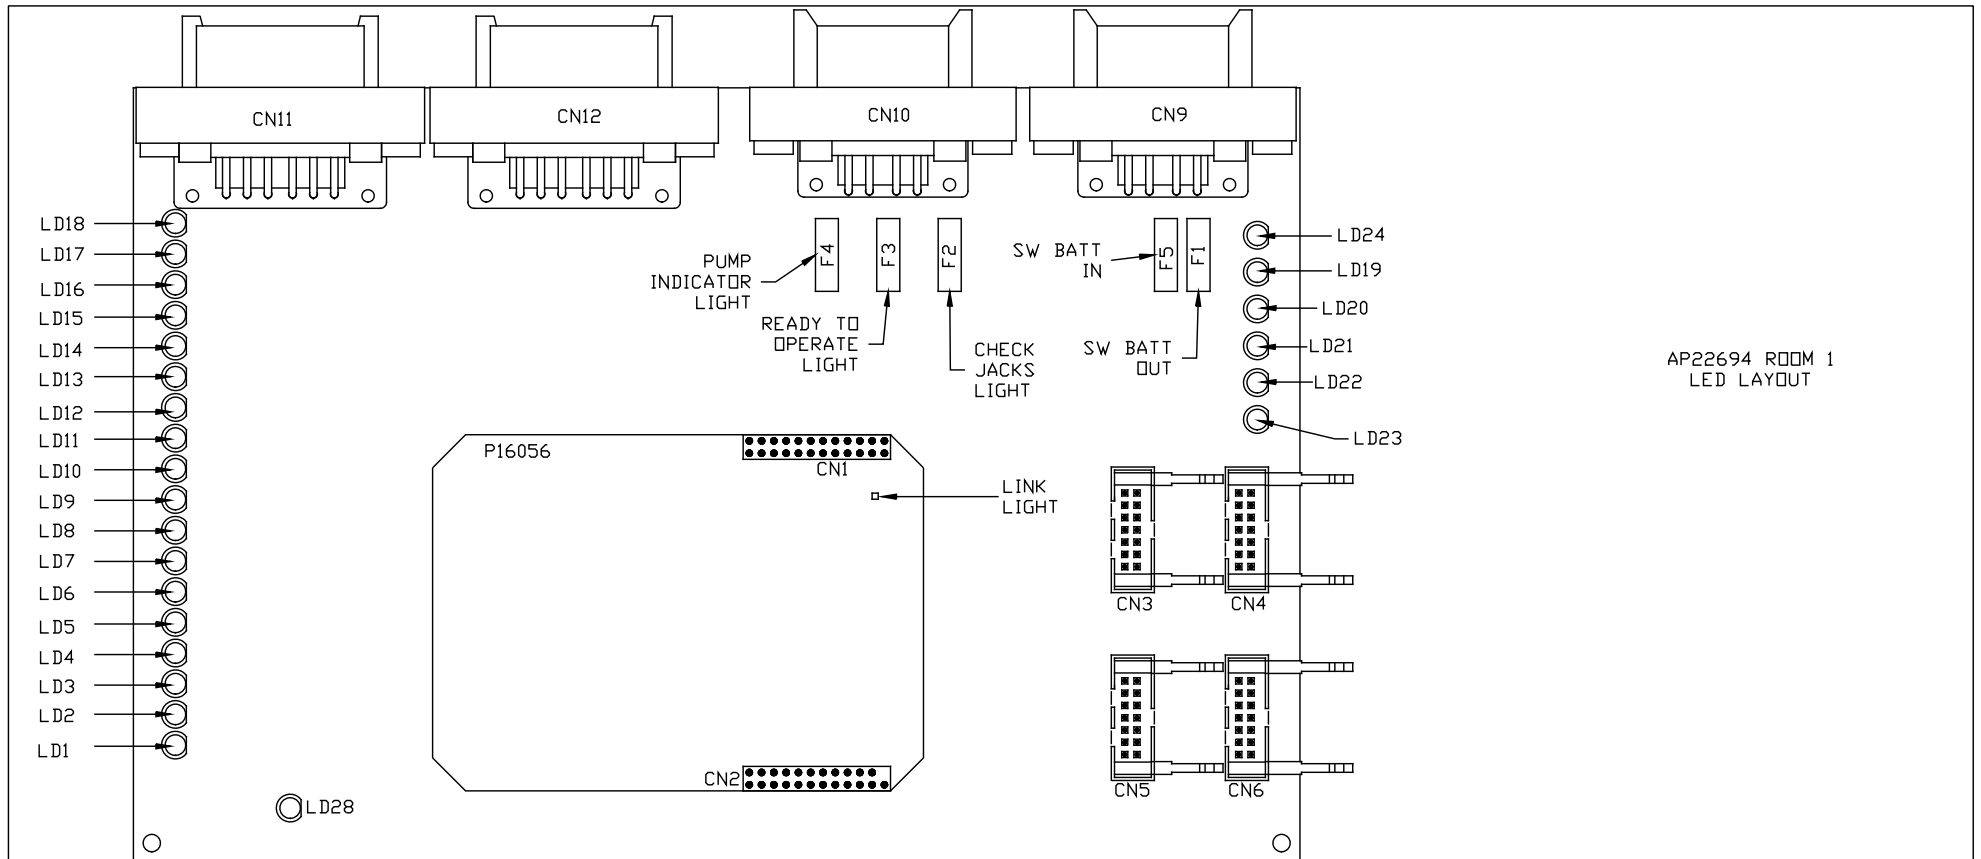 CN11
CN12
CN10
CN9
LD18
LD17
LD16
LD15
LD14
LD13
LD12
LD11
LD10
LD9
LD8
LD7
LD6
LD5
LD4
LD3
LD2
LD1
LD28
PUMP
INDICATOR
LIGHT
F4
F3
F2
READY TO
OPERATE
LIGHT
CHECK
JACKS
LIGHT
SW BATT
IN
F5
F1
SW BATT
OUT
LD24
LD19
LD20
LD21
LD22
LD23
AP22694 ROOM 1
LED LAYOUT
P16056
CN1
LINK
LIGHT
CN2
CN3
CN4
CN5
CN6